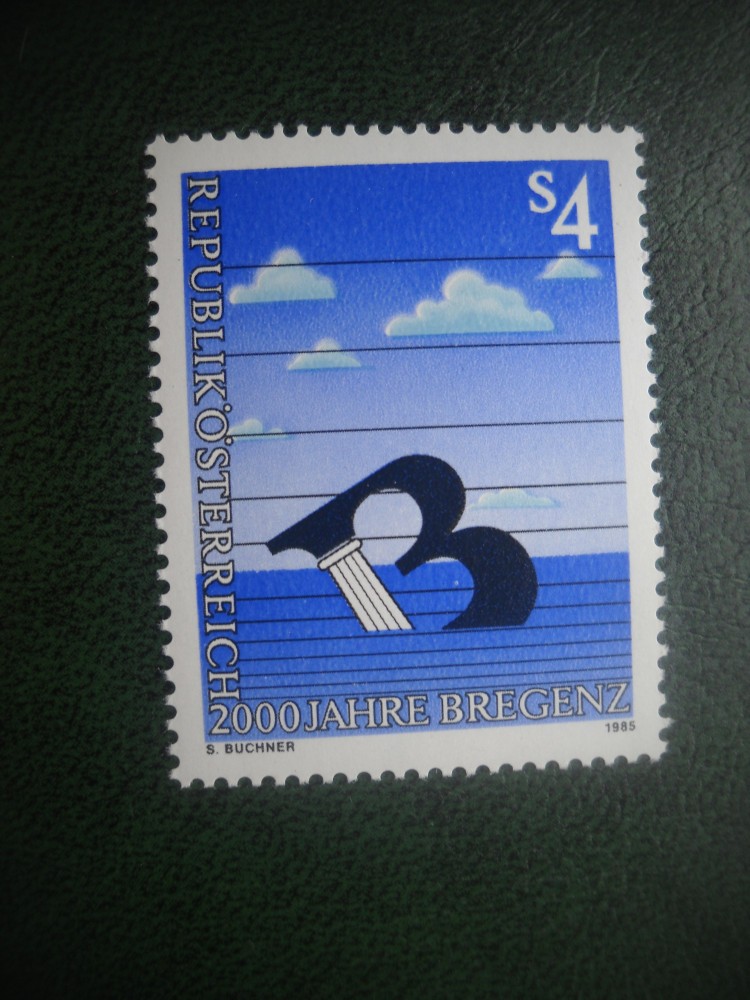 S4
REPUBLIK ÖSTERREICH
B
2000 JAHRE BREGENZ
S. BUCHNER
1985